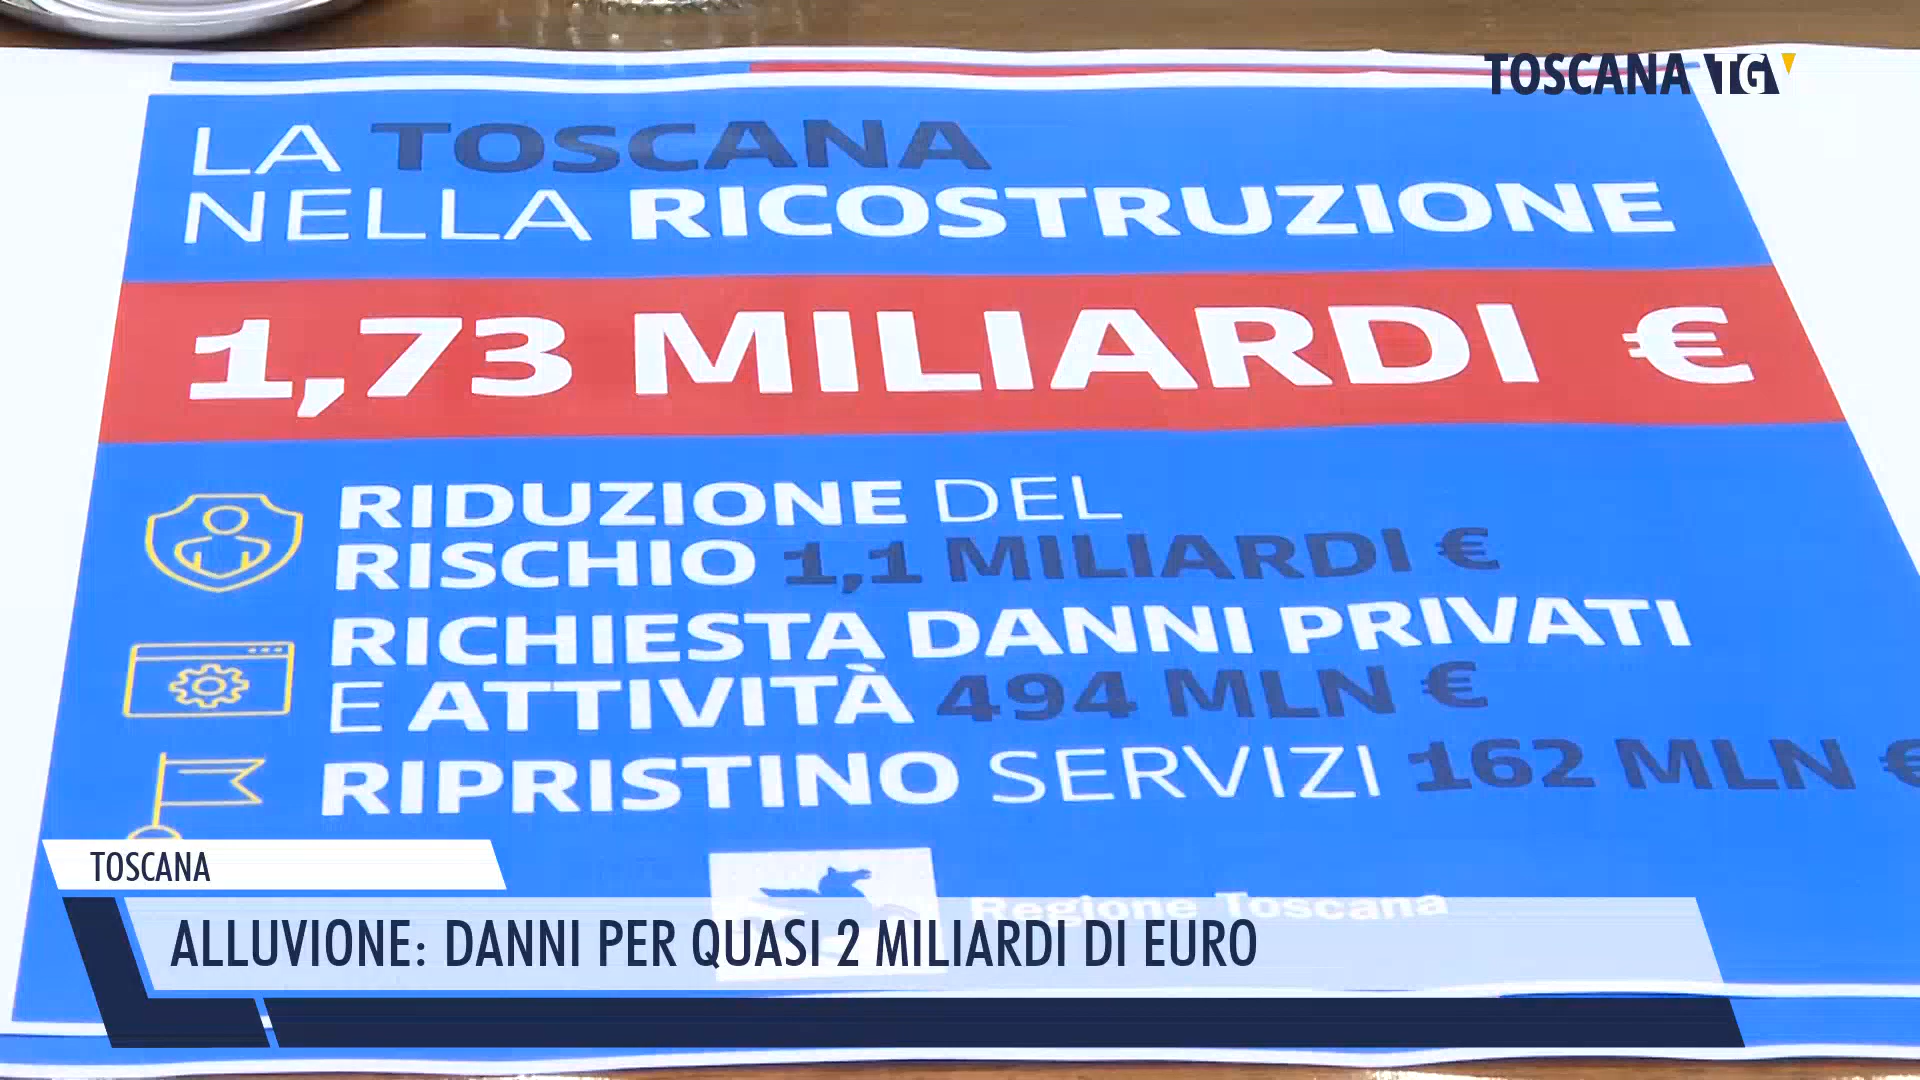 TOSCANA TG
LA TOSCANA
NELLA RICOSTRUZIONE
1,73 MILIARDI €
RIDUZIONE DEL
RISCHIO 1,1 MILIARDI €
RICHIESTA DANNI PRIVATI
E ATTIVITÀ 494 MLN €
RIPRISTINO SERVIZI 162 MLN €
Regione Toscana
TOSCANA
ALLUVIONE: DANNI PER QUASI 2 MILIARDI DI EURO